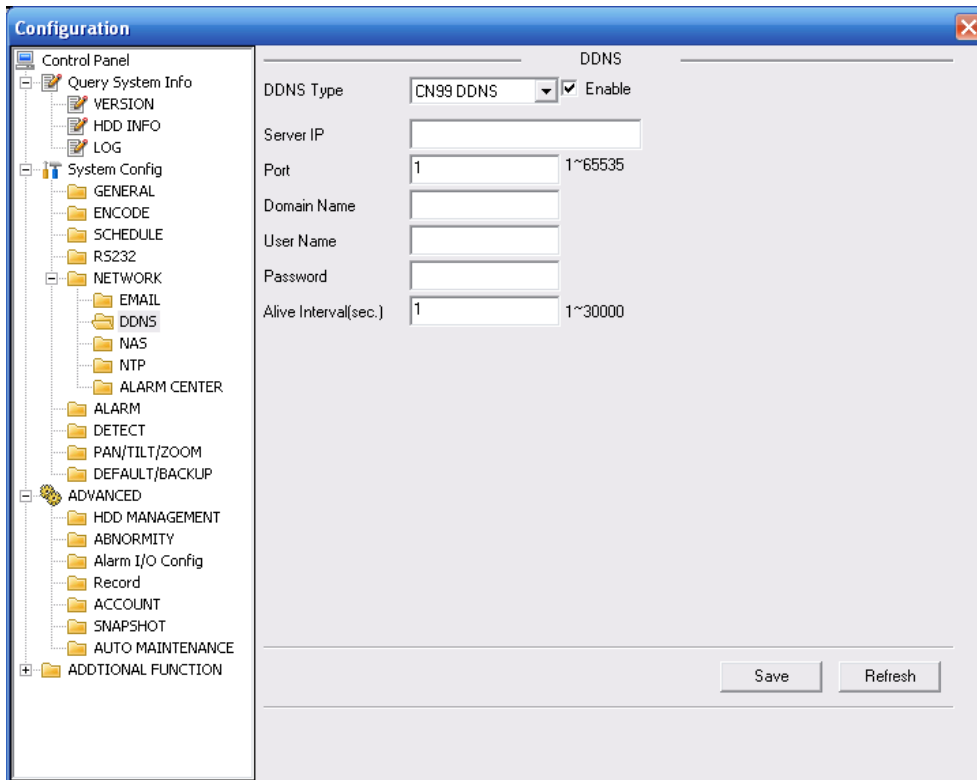 Configuration
Control Panel
Query System Info
VERSION
HDD INFO
LOG
System Config
GENERAL
ENCODE
SCHEDULE
RS232
NETWORK
EMAIL
DDNS
NAS
NTP
ALARM CENTER
ALARM
DETECT
PAN/TILT/ZOOM
DEFAULT/BACKUP
ADVANCED
HDD MANAGEMENT
ABNORMITY
Alarm I/O Config
Record
ACCOUNT
SNAPSHOT
AUTO MAINTENANCE
ADDTIONAL FUNCTION
DDNS
DDNS Type CN99 DDNS Enable
Server IP
Port 1 1~65535
Domain Name
User Name
Password
Alive Interval(sec.) 1 1~30000
Save Refresh